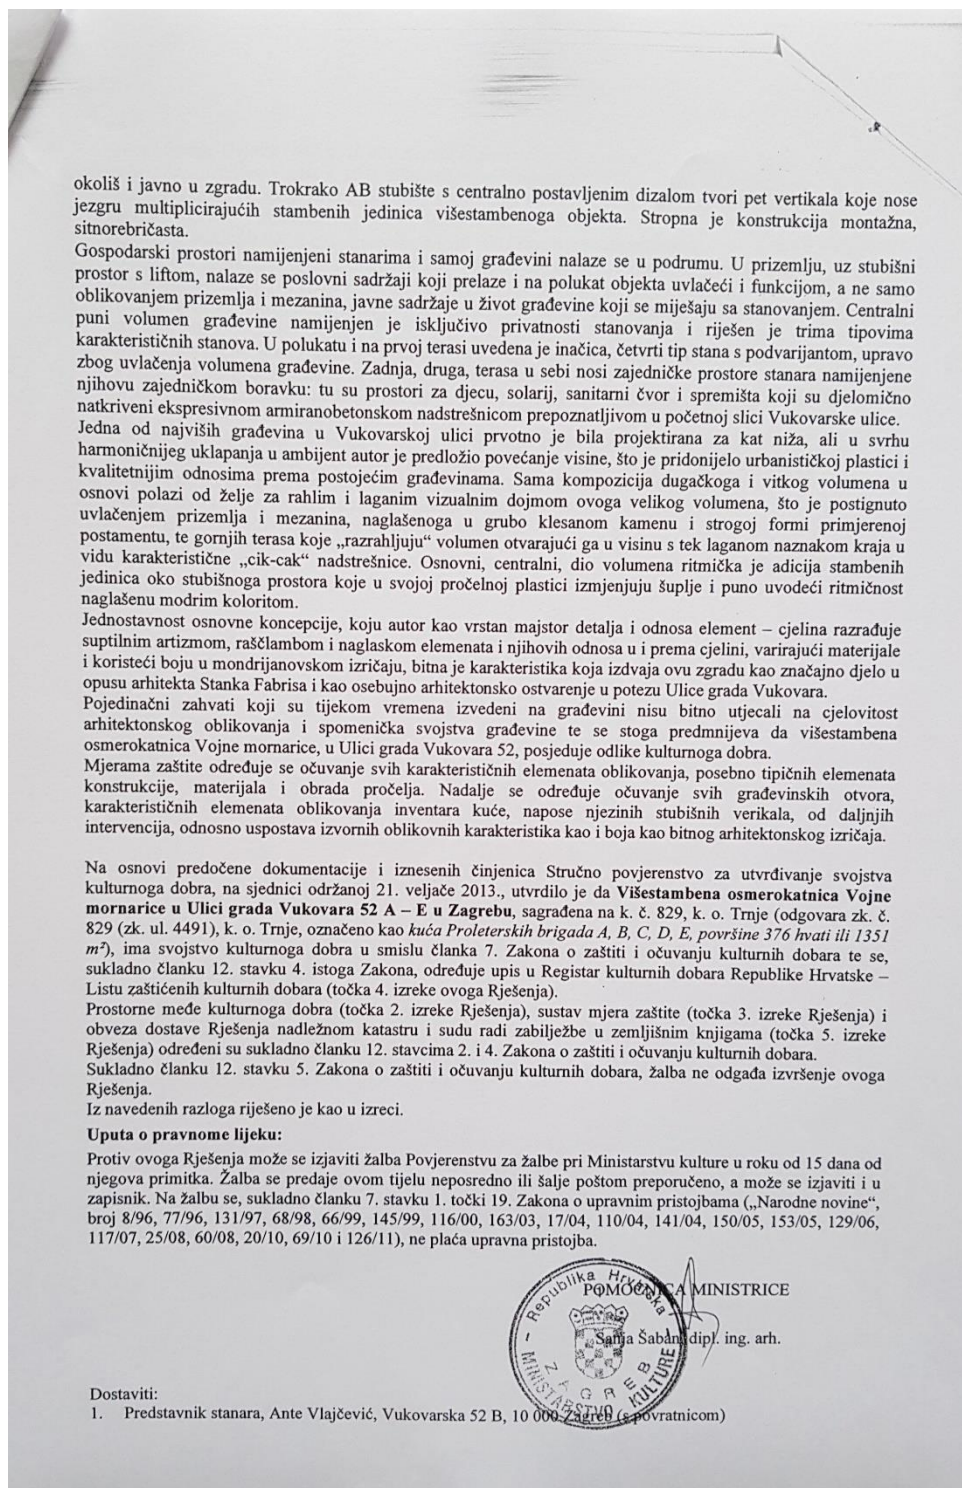 okoliš i javno u zgradu. Trokrako AB stubište s centralno postavljenim dizalom tvori pet vertikala koje nose
jezgru multiplicirajućih stambenih jedinica višestambenoga objekta. Stropna je konstrukcija montažna,
sitnorebričasta.
Gospodarski prostori namijenjeni stanarima i samoj građevini nalaze se u podrumu. U prizemlju, uz stubišni
prostor s liftom, nalaze se poslovni sadržaji koji prelaze i na polukat objekta uvlačeći i funkcijom, a ne samo
oblikovanjem prizemlja i mezanina, javne sadržaje u život građevine koji se miješaju sa stanovanjem. Centralni
puni volumen građevine namijenjen je isključivo privatnosti stanovanja i riješen je trima tipovima
karakterističnih stanova. U polukatu i na prvoj terasi uvedena je inačica, četvrti tip stana s podvarijantom, upravo
zbog uvlačenja volumena građevine. Zadnja, druga, terasa u sebi nosi zajedničke prostore stanara namijenjene
njihovu zajedničkom boravku: tu su prostori za djecu, solarij, sanitarni čvor i spremišta koji su djelomično
natkriveni ekspresivnom armiranobetonskom nadstrešnicom prepoznatljivom u početnoj slici Vukovarske ulice.
Jedna od najviših građevina u Vukovarskoj ulici prvotno je bila projektirana za kat niža, ali u svrhu
harmoničnijeg uklapanja u ambijent autor je predložio povećanje visine, što je pridonijelo urbanističkoj plastici i
kvalitetnijim odnosima prema postojećim građevinama. Sama kompozicija dugačkoga i vitkog volumena u
osnovi polazi od želje za rahlim i laganim vizualnim dojmom ovoga velikog volumena, što je postignuto
uvlačenjem prizemlja i mezanina, naglašenoga u grubo klesanom kamenu i strogoj formi primjerenoj
postamentu, te gornjih terasa koje „razrahljuju“ volumen otvarajući ga u visinu s tek laganom naznakom kraja u
vidu karakteristične „cik-cak“ nadstrešnice. Osnovni, centralni, dio volumena ritmička je adicija stambenih
jedinica oko stubišnoga prostora koje u svojoj pročelnoj plastici izmjenjuju šuplje i puno uvodeći ritmičnost
naglašenu modrim koloritom.
Jednostavnost osnovne koncepcije, koju autor kao vrstan majstor detalja i odnosa element – cjelina razrađuje
suptilnim artizmom, raščlambom i naglaskom elemenata i njihovih odnosa u i prema cjelini, varirajući materijale
i koristeći boju u mondrijanovskom izričaju, bitna je karakteristika koja izdvaja ovu zgradu kao značajno djelo u
opusu arhitekta Stanka Fabrisa i kao osebujno arhitektonsko ostvarenje u potezu Ulice grada Vukovara.
Pojedinačni zahvati koji su tijekom vremena izvedeni na građevini nisu bitno utjecali na cjelovitost
arhitektonskog oblikovanja i spomenička svojstva građevine te se stoga predmnijeva da višestambena
osmerokatnica Vojne mornarice, u Ulici grada Vukovara 52, posjeduje odlike kulturnoga dobra.
Mjerama zaštite određuje se očuvanje svih karakterističnih elemenata oblikovanja, posebno tipičnih elemenata
konstrukcije, materijala i obrada pročelja. Nadalje se određuje očuvanje svih građevinskih otvora,
karakterističnih elemenata oblikovanja inventara kuće, napose njezinih stubišnih verikala, od daljnjih
intervencija, odnosno uspostava izvornih oblikovnih karakteristika kao i boja kao bitnog arhitektonskog izričaja.
Na osnovi predočene dokumentacije i iznesenih činjenica Stručno povjerenstvo za utvrđivanje svojstva
kulturnoga dobra, na sjednici održanoj 21. veljače 2013., utvrdilo je da Višestambena osmerokatnica Vojne
mornarice u Ulici grada Vukovara 52 A – E u Zagrebu, sagrađena na k. č. 829, k. o. Trnje (odgovara zk. č.
829 (zk. ul. 4491), k. o. Trnje, označeno kao kuća Proleterskih brigada A, B, C, D, E, površine 376 hvati ili 1351
m²), ima svojstvo kulturnoga dobra u smislu članka 7. Zakona o zaštiti i očuvanju kulturnih dobara te se,
sukladno članku 12. stavku 4. istoga Zakona, određuje upis u Registar kulturnih dobara Republike Hrvatske –
Listu zaštićenih kulturnih dobara (točka 4. izreke ovoga Rješenja).
Prostorne međe kulturnoga dobra (točka 2. izreke Rješenja), sustav mjera zaštite (točka 3. izreke Rješenja) i
obveza dostave Rješenja nadležnom katastru i sudu radi zabilježbe u zemljišnim knjigama (točka 5. izreke
Rješenja) određeni su sukladno članku 12. stavcima 2. i 4. Zakona o zaštiti i očuvanju kulturnih dobara.
Sukladno članku 12. stavku 5. Zakona o zaštiti i očuvanju kulturnih dobara, žalba ne odgađa izvršenje ovoga
Rješenja.
Iz navedenih razloga riješeno je kao u izreci.
Uputa o pravnome lijeku:
Protiv ovoga Rješenja može se izjaviti žalba Povjerenstvu za žalbe pri Ministarstvu kulture u roku od 15 dana od
njegova primitka. Žalba se predaje ovom tijelu neposredno ili šalje poštom preporučeno, a može se izjaviti i u
zapisnik. Na žalbu se, sukladno članku 7. stavku 1. točki 19. Zakona o upravnim pristojbama („Narodne novine“,
broj 8/96, 77/96, 131/97, 68/98, 66/99, 145/99, 116/00, 163/03, 17/04, 110/04, 141/04, 150/05, 153/05, 129/06,
117/07, 25/08, 60/08, 20/10, 69/10 i 126/11), ne plaća upravna pristojba.
POMOĆNICA MINISTRICE
Sanja Šaban, dipl. ing. arh.
Republika Hrvatska
MINISTARSTVO KULTURE
ZAGREB
Dostaviti:
1. Predstavnik stanara, Ante Vlajčević, Vukovarska 52 B, 10 000 Zagreb (s povratnicom)